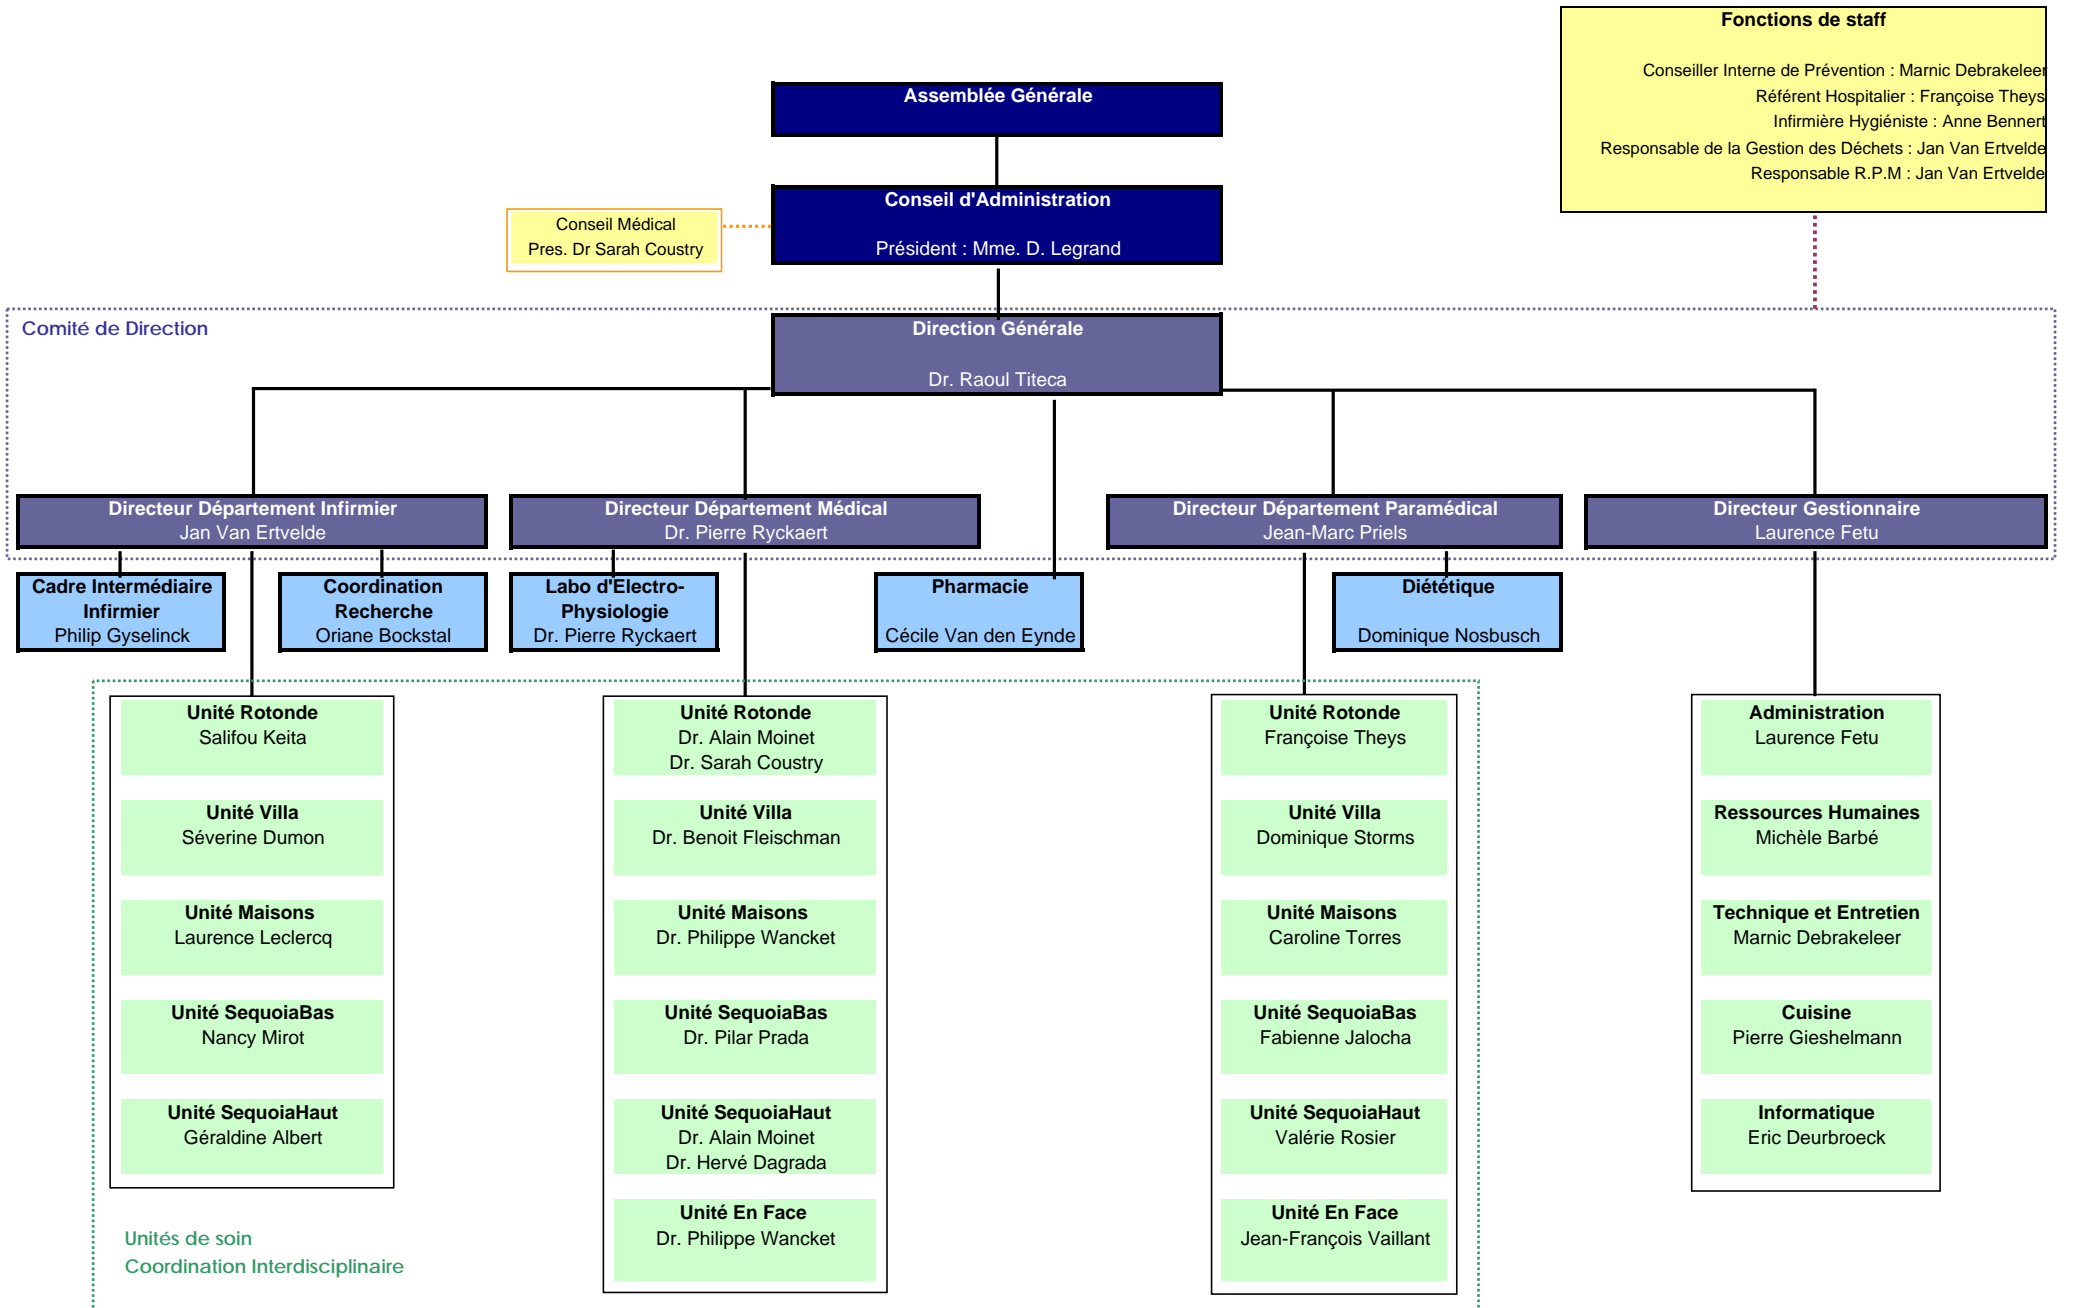 Fonctions de staff
Conseiller Interne de Prévention : Marnic Debrakeleer
Référent Hospitalier : Françoise Theys
Infirmière Hygiéniste : Anne Bennert
Responsable de la Gestion des Déchets : Jan Van Ertvelde
Responsable R.P.M : Jan Van Ertvelde
Assemblée Générale
Conseil d'Administration
Président : Mme. D. Legrand
Conseil Médical
Pres. Dr Sarah Coustry
Comité de Direction
Direction Générale
Dr. Raoul Titeca
Directeur Département Infirmier
Jan Van Ertvelde
Directeur Département Médical
Dr. Pierre Ryckaert
Directeur Département Paramédical
Jean-Marc Priels
Directeur Gestionnaire
Laurence Fetu
Cadre Intermédiaire
Infirmier
Philip Gyselinck
Coordination
Recherche
Oriane Bockstal
Labo d'Electro-
Physiologie
Dr. Pierre Ryckaert
Pharmacie
Cécile Van den Eynde
Diététique
Dominique Nosbusch
Unité Rotonde
Salifou Keita
Unité Villa
Séverine Dumon
Unité Maisons
Laurence Leclercq
Unité SequoiaBas
Nancy Mirot
Unité SequoiaHaut
Géraldine Albert
Unité Rotonde
Dr. Alain Moinet
Dr. Sarah Coustry
Unité Villa
Dr. Benoit Fleischman
Unité Maisons
Dr. Philippe Wancket
Unité SequoiaBas
Dr. Pilar Prada
Unité SequoiaHaut
Dr. Alain Moinet
Dr. Hervé Dagrada
Unité En Face
Dr. Philippe Wancket
Unité Rotonde
Françoise Theys
Unité Villa
Dominique Storms
Unité Maisons
Caroline Torres
Unité SequoiaBas
Fabienne Jalocha
Unité SequoiaHaut
Valérie Rosier
Unité En Face
Jean-François Vaillant
Administration
Laurence Fetu
Ressources Humaines
Michèle Barbé
Technique et Entretien
Marnic Debrakeleer
Cuisine
Pierre Gieshelmann
Informatique
Eric Deurbroeck
Unités de soin
Coordination Interdisciplinaire